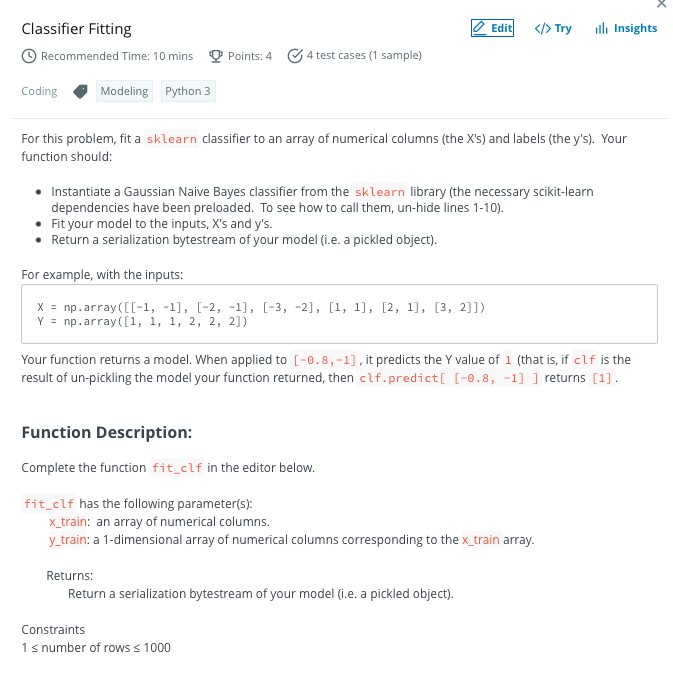 Classifier Fitting
Edit
</> Try
Insights
Recommended Time: 10 mins
Points: 4
4 test cases (1 sample)
Coding
Modeling
Python 3
For this problem, fit a sklearn classifier to an array of numerical columns (the X's) and labels (the y's). Your
function should:
• Instantiate a Gaussian Naive Bayes classifier from the sklearn library (the necessary scikit-learn
dependencies have been preloaded. To see how to call them, un-hide lines 1-10).
• Fit your model to the inputs, X's and y's.
• Return a serialization bytestream of your model (i.e. a pickled object).
For example, with the inputs:
X = np.array([[-1, -1], [-2, -1], [-3, -2], [1, 1], [2, 1], [3, 2]])
Y = np.array([1, 1, 1, 2, 2, 2])
Your function returns a model. When applied to [-0.8,-1], it predicts the Y value of 1 (that is, if clf is the
result of un-pickling the model your function returned, then clf.predict[ [-0.8, -1] ] returns [1].
Function Description:
Complete the function fit_clf in the editor below.
fit_clf has the following parameter(s):
x_train: an array of numerical columns.
y_train: a 1-dimensional array of numerical columns corresponding to the x_train array.
Returns:
Return a serialization bytestream of your model (i.e. a pickled object).
Constraints
1 ≤ number of rows ≤ 1000